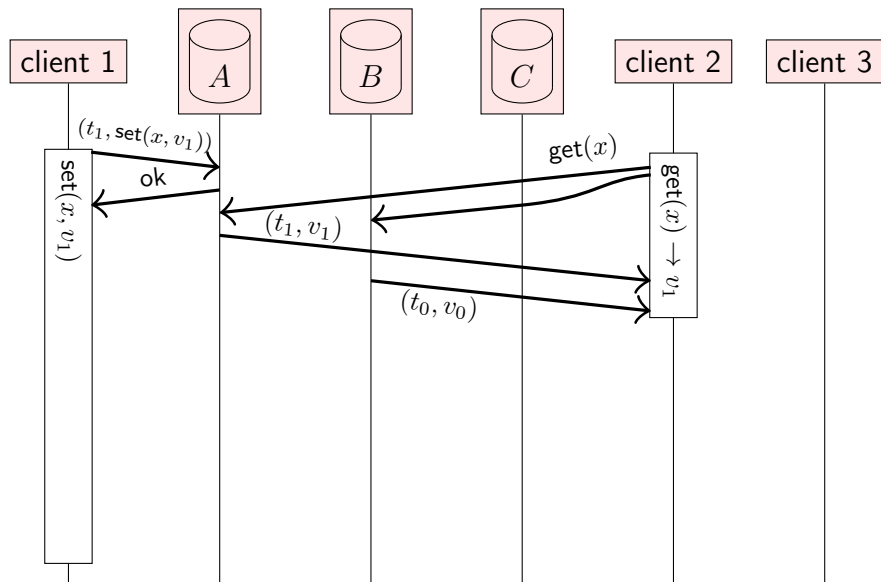 client 1
A
B
C
client 2
client 3
(t₁, set(x, v₁))
ok
get(x)
set(x, v₁)
get(x) → v₁
(t₁, v₁)
(t₀, v₀)